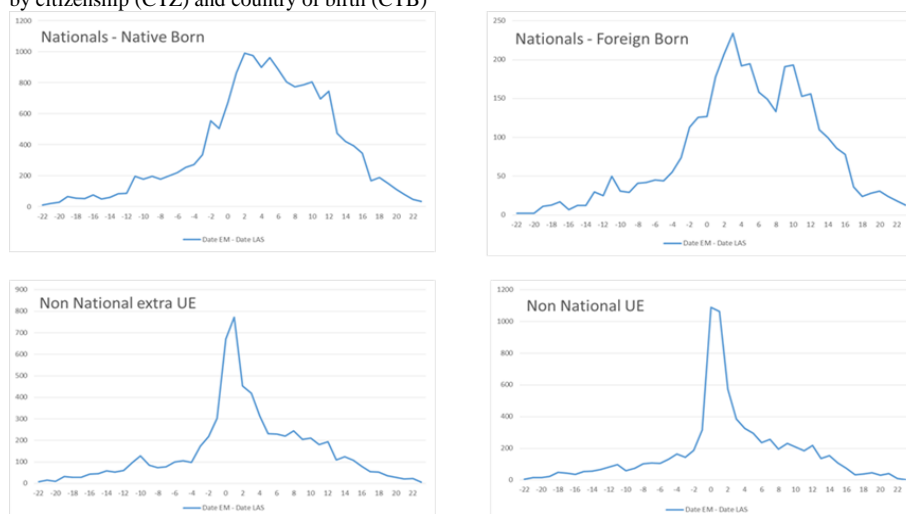 by citizenship (CTZ) and country of birth (CTB)
Nationals - Native Born
1200
1000
800
600
400
200
0
-22 -20 -18 -16 -14 -12 -10 -8 -6 -4 -2 0 2 4 6 8 10 12 14 16 18 20 22
Date EM - Date LAS
Nationals - Foreign Born
250
200
150
100
50
0
-22 -20 -18 -16 -14 -12 -10 -8 -6 -4 -2 0 2 4 6 8 10 12 14 16 18 20 22
Date EM - Date LAS
Non National extra UE
900
800
700
600
500
400
300
200
100
0
-22 -20 -18 -16 -14 -12 -10 -8 -6 -4 -2 0 2 4 6 8 10 12 14 16 18 20 22
Date EM - Date LAS
Non National UE
1200
1000
800
600
400
200
0
-22 -20 -18 -16 -14 -12 -10 -8 -6 -4 -2 0 2 4 6 8 10 12 14 16 18 20 22
Date EM - Date LAS